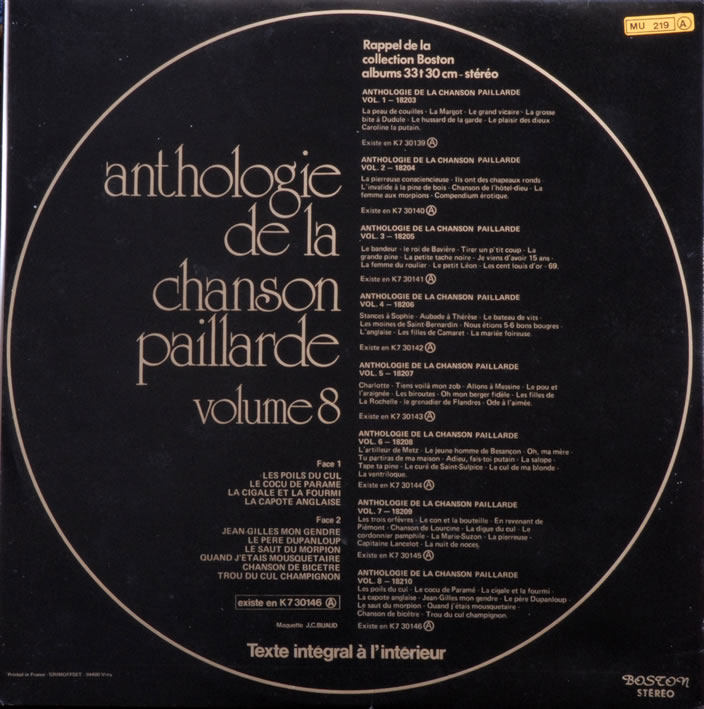 MU 219 A
anthologie
de la
chanson
paillarde
volume 8
Face 1
LES POILS DU CUL
LE COCU DE PARAME
LA CIGALE ET LA FOURMI
LA CAPOTE ANGLAISE
Face 2
JEAN-GILLES MON GENDRE
LE PERE DUPANLOUP
LE SAUT DU MORPION
QUAND J'ETAIS MOUSQUETAIRE
CHANSON DE BICETRE
TROU DU CUL CHAMPIGNON
existe en K7 30146 A
Maquette J.C.BUAUD
Rappel de la
collection Boston
albums 33 t 30 cm - stéréo
ANTHOLOGIE DE LA CHANSON PAILLARDE
VOL. 1 - 18203
La peau de couilles - La Margot - Le grand vicaire - La grosse
bite à Dudule - Le hussard de la garde - Le plaisir des dieux
Caroline la putain.
Existe en K7 30139 A
ANTHOLOGIE DE LA CHANSON PAILLARDE
VOL. 2 - 18204
La pierreuse consciencieuse - Ils ont des chapeaux ronds -
L'invalide à la pine de bois - Chanson de l'hôtel-dieu - La
femme aux morpions - Compendium érotique.
Existe en K7 30140 A
ANTHOLOGIE DE LA CHANSON PAILLARDE
VOL. 3 - 18205
Le bandeur - le roi de Bavière - Tirer un p'tit coup - La
grande pine - La petite tache noire - Je viens d'avoir 15 ans -
La femme du roulier - Le petit Léon - Les cent louis d'or - 69.
Existe en K7 30141 A
ANTHOLOGIE DE LA CHANSON PAILLARDE
VOL. 4 - 18206
Stances à Sophie - Aubade à Thérèse - Le bateau de vits -
Les moines de Saint-Bernardin - Nous étions 5-6 bons bougres -
L'anglaise - Les filles de Camaret - La mariée foireuse.
Existe en K7 30142 A
ANTHOLOGIE DE LA CHANSON PAILLARDE
VOL. 5 - 18207
Charlotte - Tiens voilà mon zob - Allons à Messine - Le pou et
l'araignée - Les biroutes - Oh mon berger fidèle - Les filles de
La Rochelle - le grenadier de Flandres - Ode à l'aimée.
Existe en K7 30143 A
ANTHOLOGIE DE LA CHANSON PAILLARDE
VOL. 6 - 18208
L'artilleur de Metz - Le jeune homme de Besançon - Oh, ma mère -
Tu partiras de ma maison - Adieu, fais-toi putain - La salope -
Tape ta pine - Le curé de Saint-Sulpice - Le cul de ma blonde -
La ventriloque.
Existe en K7 30144 A
ANTHOLOGIE DE LA CHANSON PAILLARDE
VOL. 7 - 18209
Les trois orfèvres - Le con et la bouteille - En revenant de
Piémont - Chanson de Lourcine - La digue du cul - Le
cordonnier pamphile - La Marie-Suzon - La pierreuse -
Capitaine Lancelot - La nuit de noces.
Existe en K7 30145 A
ANTHOLOGIE DE LA CHANSON PAILLARDE
VOL. 8 - 18210
Les poils du cul - Le cocu de Paramé - La cigale et la fourmi -
La capote anglaise - Jean-Gilles mon gendre - Le père Dupanloup
Le saut du morpion - Quand j'étais mousquetaire -
Chanson de bicêtre - Trou du cul champignon.
Existe en K7 30146 A
Texte intégral à l'intérieur
Printed in France
BOSTON
STÉRÉO